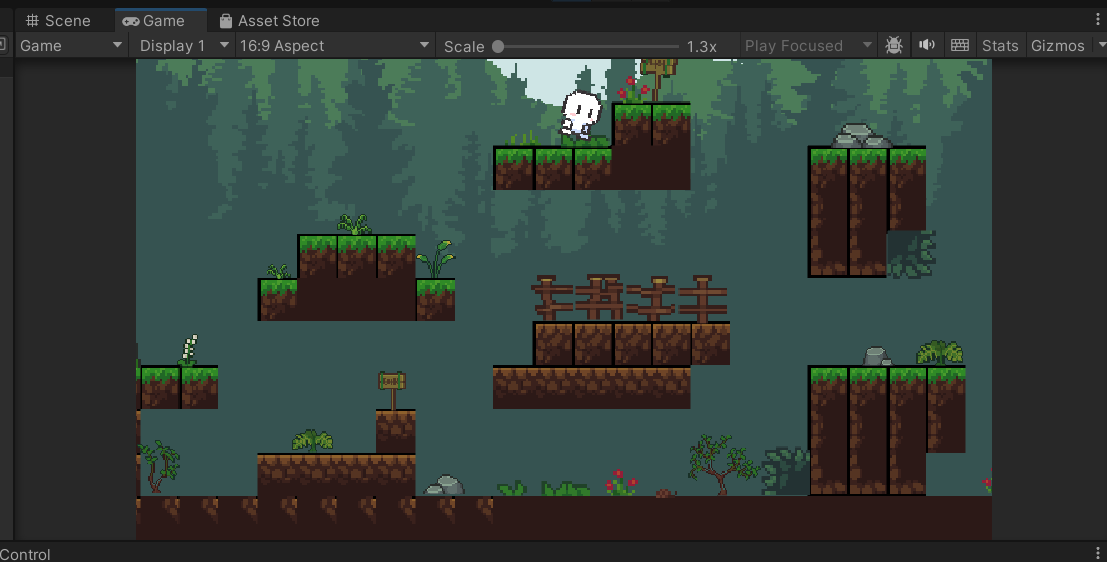 Scene Game Asset Store
Game Display 1 16:9 Aspect Scale 1.3x Play Focused Stats Gizmos
Control